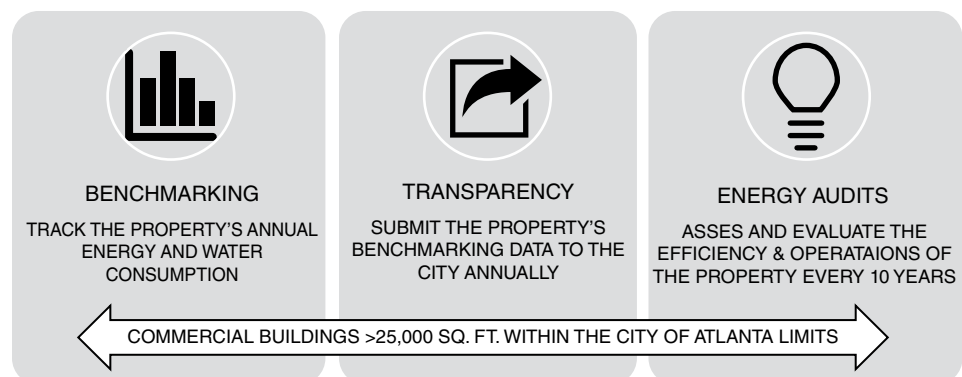 BENCHMARKING
TRACK THE PROPERTY'S ANNUAL
ENERGY AND WATER
CONSUMPTION
TRANSPARENCY
SUBMIT THE PROPERTY'S
BENCHMARKING DATA TO THE
CITY ANNUALLY
ENERGY AUDITS
ASSES AND EVALUATE THE
EFFICIENCY & OPERATAIONS OF
THE PROPERTY EVERY 10 YEARS
COMMERCIAL BUILDINGS >25,000 SQ. FT. WITHIN THE CITY OF ATLANTA LIMITS